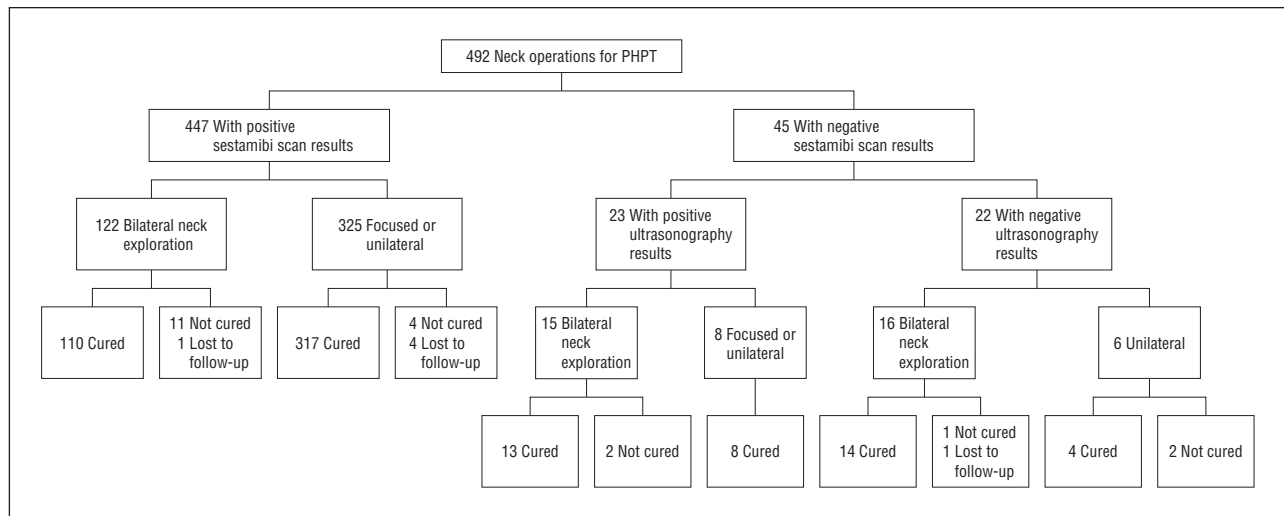 492 Neck operations for PHPT
447 With positive
sestamibi scan results
45 With negative
sestamibi scan results
122 Bilateral neck
exploration
325 Focused or
unilateral
23 With positive
ultrasonography
results
22 With negative
ultrasonography
results
110 Cured
11 Not cured
1 Lost to
follow-up
317 Cured
4 Not cured
4 Lost to
follow-up
15 Bilateral
neck
exploration
8 Focused or
unilateral
16 Bilateral
neck
exploration
6 Unilateral
13 Cured
2 Not cured
8 Cured
14 Cured
1 Not cured
1 Lost to
follow-up
4 Cured
2 Not cured